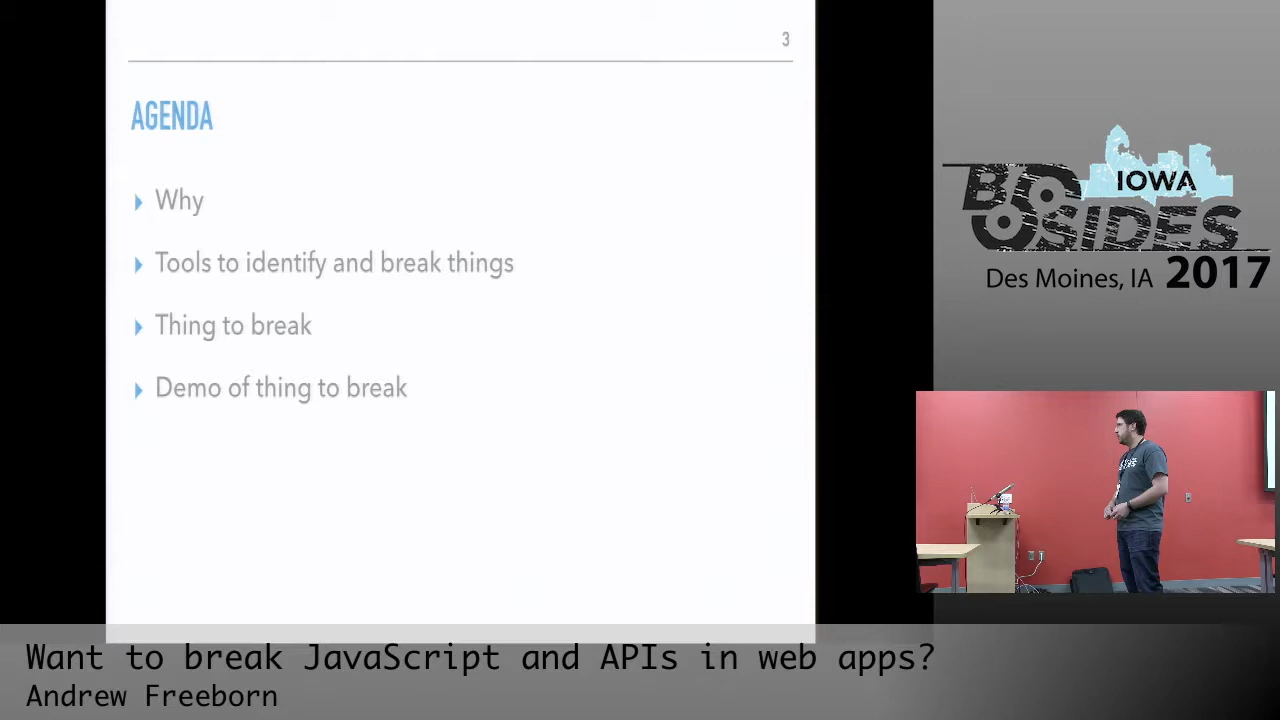 3
AGENDA
Why
Tools to identify and break things
Thing to break
Demo of thing to break
IOWA
BSIDES
Des Moines, IA 2017
Want to break JavaScript and APIs in web apps?
Andrew Freeborn